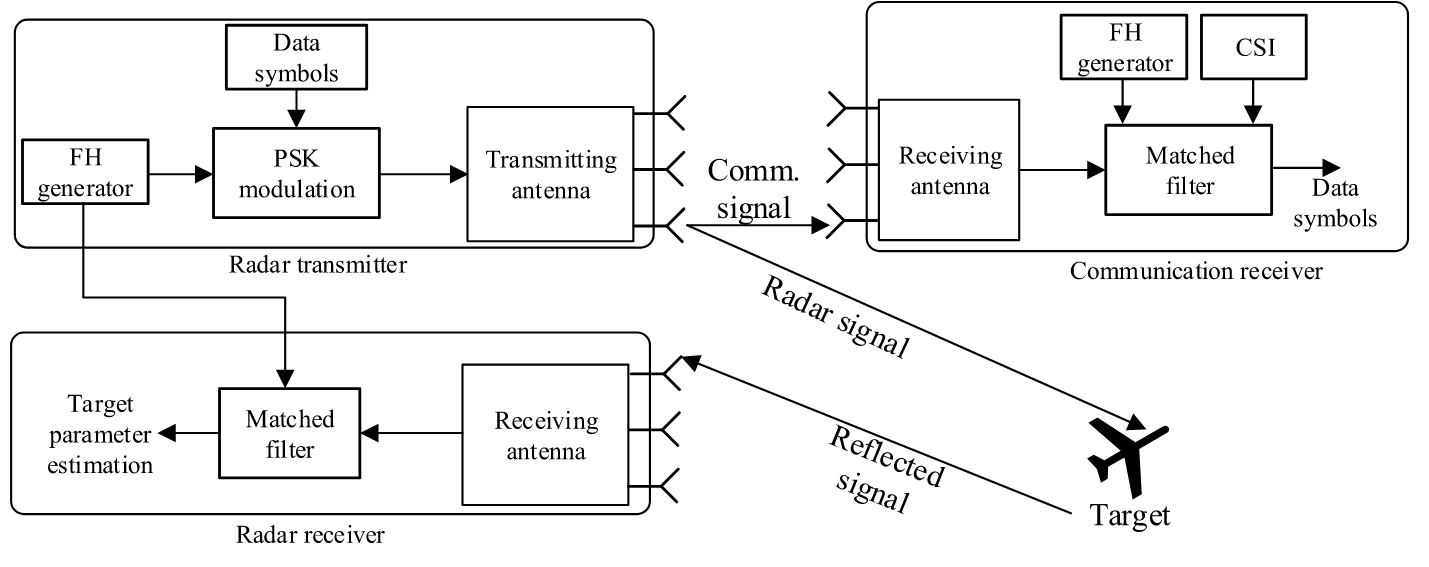 Data
symbols
FH
generator
PSK
modulation
Transmitting
antenna
Radar transmitter
Comm.
signal
FH
generator
CSI
Receiving
antenna
Matched
filter
Data
symbols
Communication receiver
Radar signal
Reflected
signal
Target
Target
parameter
estimation
Matched
filter
Receiving
antenna
Radar receiver